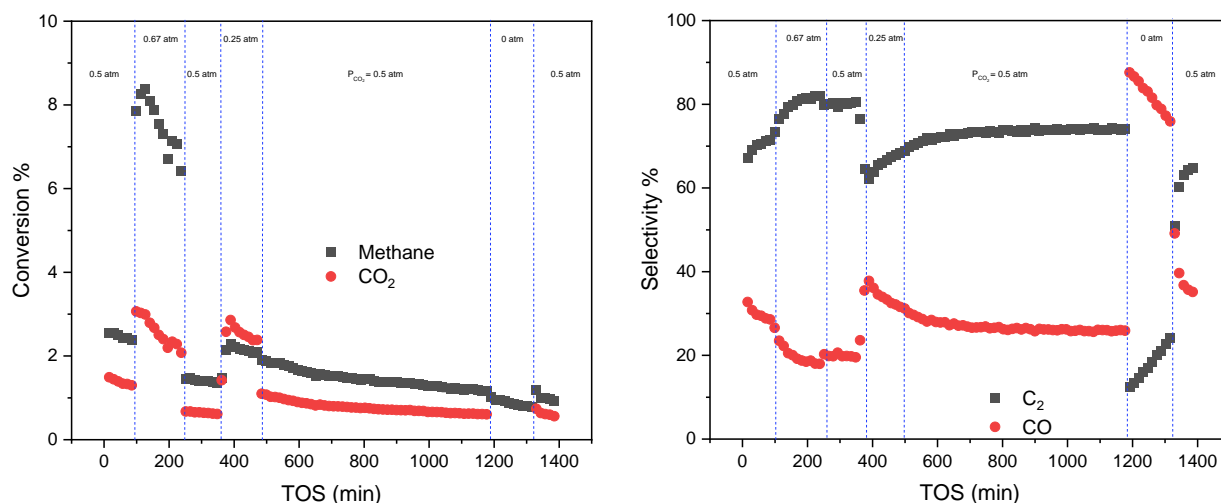 10
8
6
4
2
0
Conversion %
0.67 atm
0.25 atm
0 atm
0.5 atm
0.5 atm
P_CO₂ = 0.5 atm
0.5 atm
Methane
CO₂
0 200 400 600 800 1000 1200 1400
TOS (min)
100
80
60
40
20
0
Selectivity %
0.67 atm
0.25 atm
0 atm
0.5 atm
0.5 atm
P_CO₂ = 0.5 atm
0.5 atm
C₂
CO
0 200 400 600 800 1000 1200 1400
TOS (min)